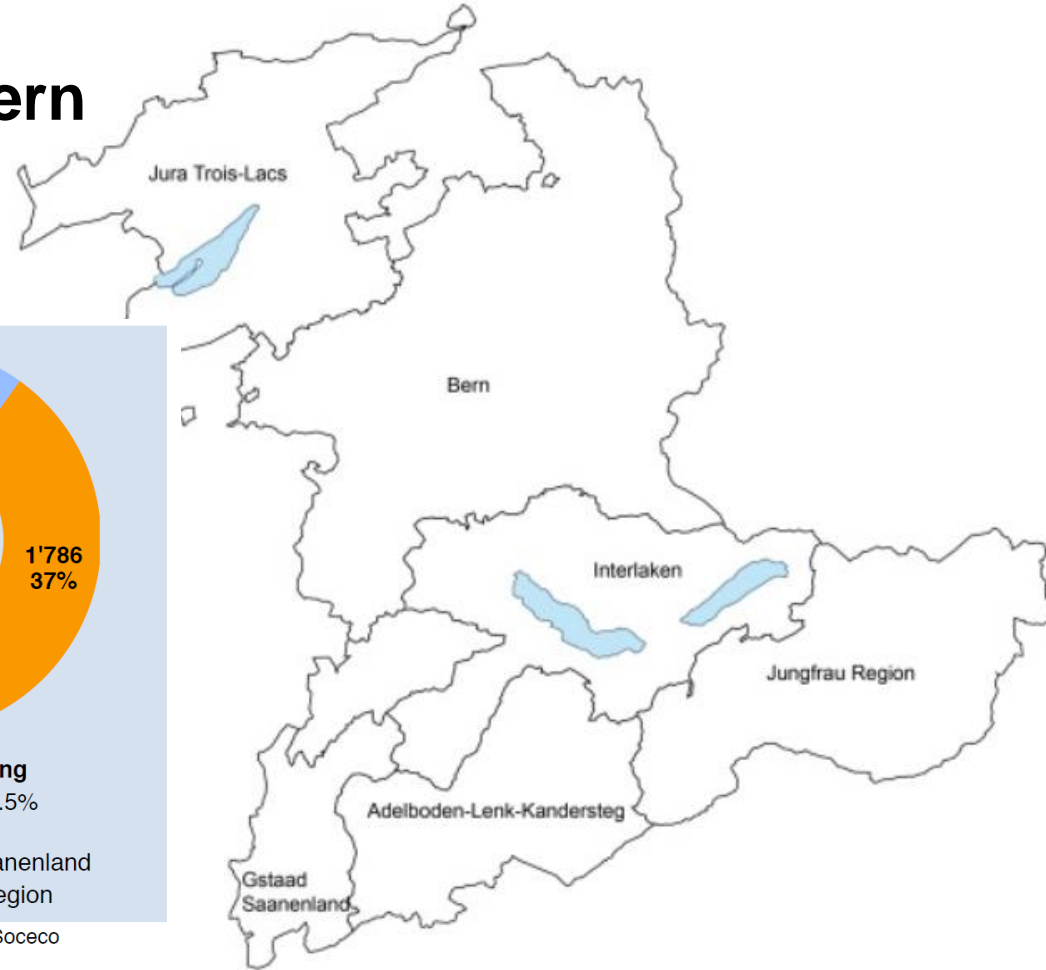 ern
Jura Trois-Lacs
Bern
1'786
37%
Interlaken
Jungfrau Region
ng
.5%
Adelboden-Lenk-Kandersteg
anenland
egion
Gstaad
Saanenland
Soceco